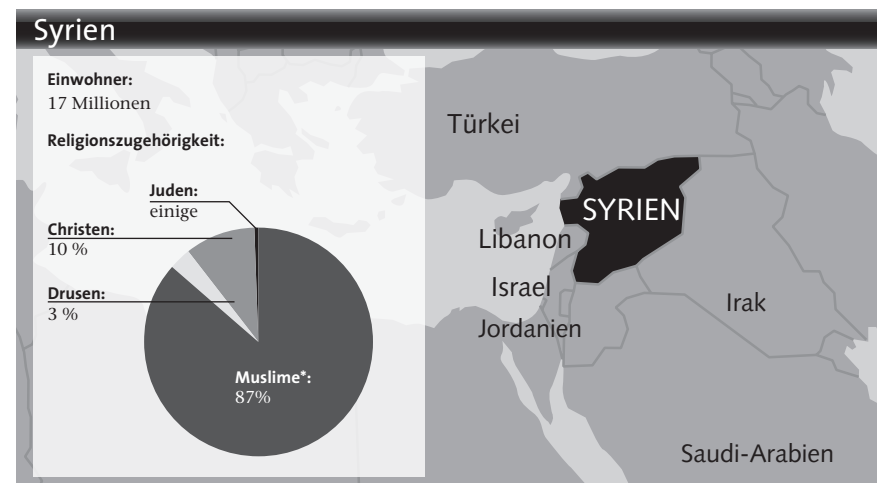 Syrien
Einwohner:
17 Millionen
Religionszugehörigkeit:
Juden:
einige
Christen:
10 %
Drusen:
3 %
Muslime*:
87%
Türkei
SYRIEN
Libanon
Israel
Jordanien
Irak
Saudi-Arabien